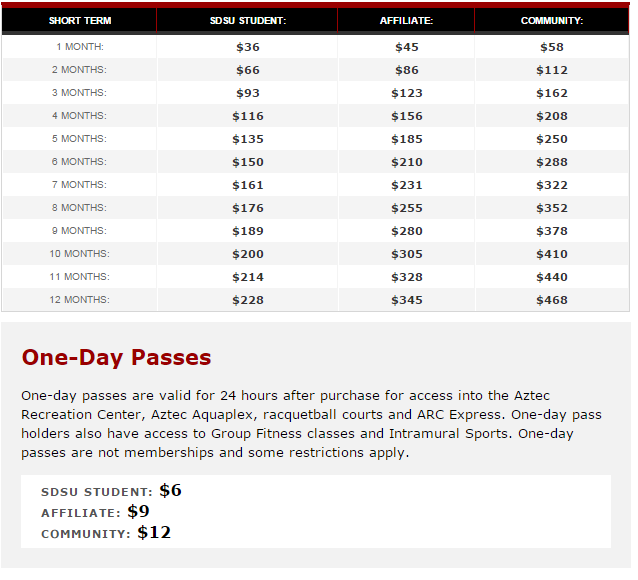 SHORT TERM SDSU STUDENT: AFFILIATE: COMMUNITY:
1 MONTH: $36 $45 $58
2 MONTHS: $66 $86 $112
3 MONTHS: $93 $123 $162
4 MONTHS: $116 $156 $208
5 MONTHS: $135 $185 $250
6 MONTHS: $150 $210 $288
7 MONTHS: $161 $231 $322
8 MONTHS: $176 $255 $352
9 MONTHS: $189 $280 $378
10 MONTHS: $200 $305 $410
11 MONTHS: $214 $328 $440
12 MONTHS: $228 $345 $468
One-Day Passes
One-day passes are valid for 24 hours after purchase for access into the Aztec
Recreation Center, Aztec Aquaplex, racquetball courts and ARC Express. One-day pass
holders also have access to Group Fitness classes and Intramural Sports. One-day
passes are not memberships and some restrictions apply.
SDSU STUDENT: $6
AFFILIATE: $9
COMMUNITY: $12